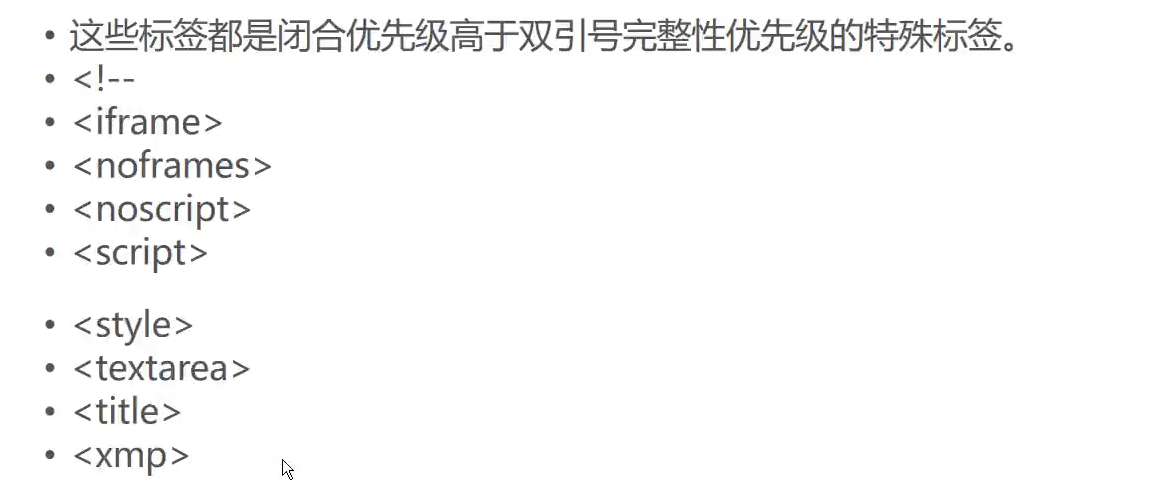 • 这些标签都是闭合优先级高于双引号完整性优先级的特殊标签。
• <!--
• <iframe>
• <noframes>
• <noscript>
• <script>
• <style>
• <textarea>
• <title>
• <xmp>